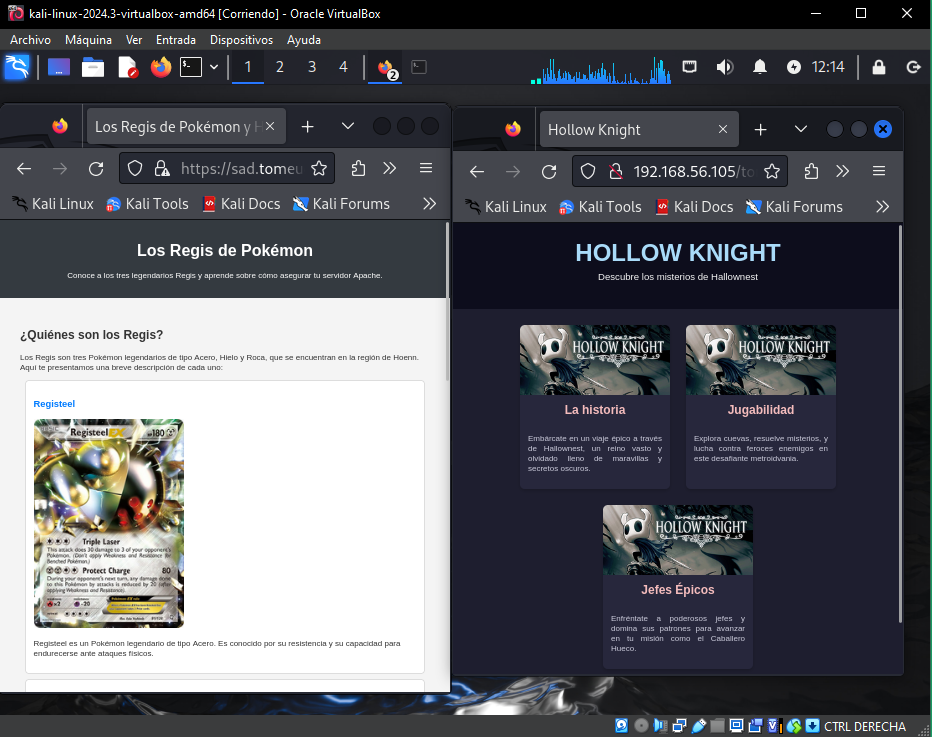 kali-linux-2024.3-virtualbox-amd64 [Corriendo] - Oracle VirtualBox
Archivo Máquina Ver Entrada Dispositivos Ayuda
1 2 3 4 2 12:14
Los Regis de Pokémon y H
https://sad.tomeu
Kali Linux Kali Tools Kali Docs Kali Forums
Los Regis de Pokémon
Conoce a los tres legendarios Regis y aprende sobre cómo asegurar tu servidor Apache.
¿Quiénes son los Regis?
Los Regis son tres Pokémon legendarios de tipo Acero, Hielo y Roca, que se encuentran en la región de Hoenn.
Aquí te presentamos una breve descripción de cada uno:
Registeel
Registeel EX 180
Triple Laser
This attack does 30 damage to 3 of your opponent's
Pokémon. (Don't apply Weakness and Resistance for
Benched Pokémon.)
Protect Charge 80
During your opponent's next turn, any damage done
to this Pokémon by attacks is reduced by 20 (after
applying Weakness and Resistance).
x2 -20
Registeel es un Pokémon legendario de tipo Acero. Es conocido por su resistencia y su capacidad para
endurecerse ante ataques físicos.
Hollow Knight
192.168.56.105/to
Kali Linux Kali Tools Kali Docs Kali Forums
HOLLOW KNIGHT
Descubre los misterios de Hallownest
HOLLOW KNIGHT
La historia
Embárcate en un viaje épico a través
de Hallownest, un reino vasto y
olvidado lleno de maravillas y
secretos oscuros.
HOLLOW KNIGHT
Jugabilidad
Explora cuevas, resuelve misterios, y
lucha contra feroces enemigos en
este desafiante metroidvania.
HOLLOW KNIGHT
Jefes Épicos
Enfréntate a poderosos jefes y
domina sus patrones para avanzar
en tu misión como el Caballero
Hueco.
CTRL DERECHA